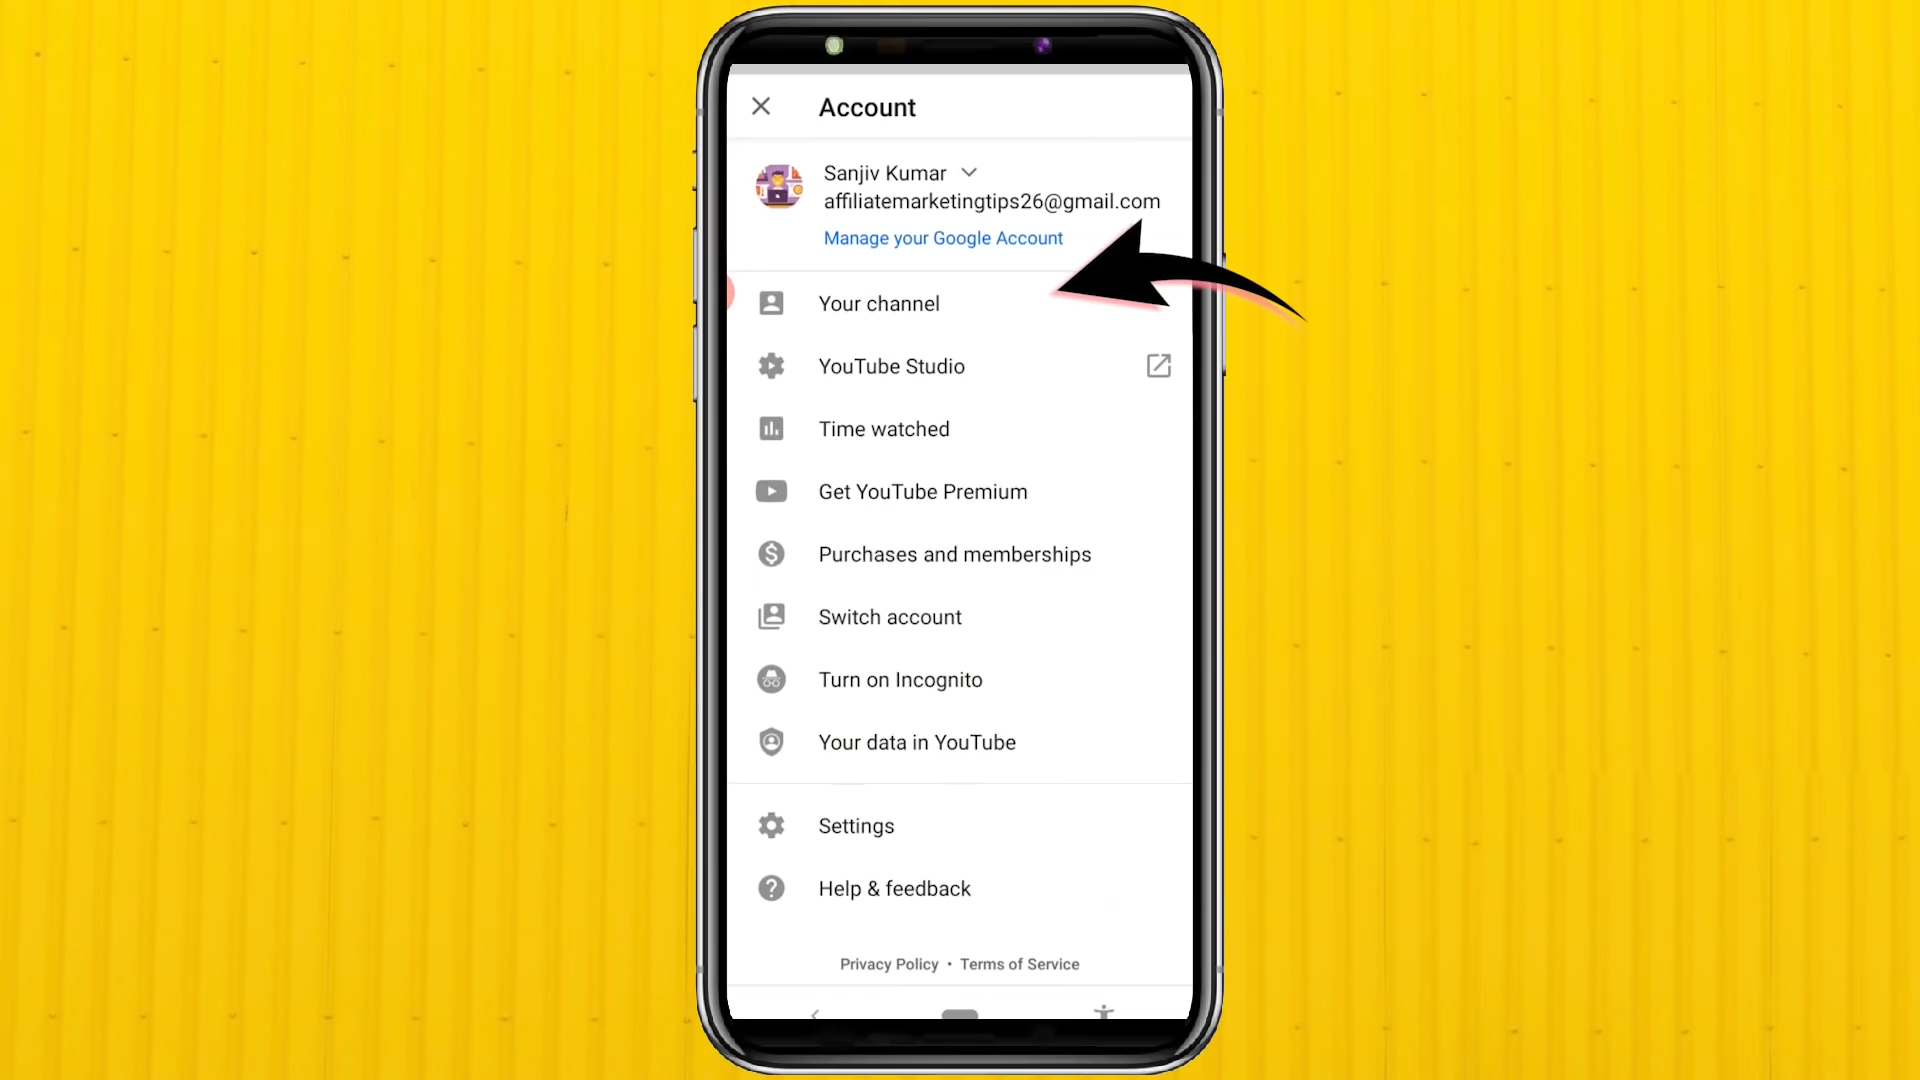 Account
Sanjiv Kumar
affiliatemarketingtips26@gmail.com
Manage your Google Account
Your channel
YouTube Studio
Time watched
Get YouTube Premium
Purchases and memberships
Switch account
Turn on Incognito
Your data in YouTube
Settings
Help & feedback
Privacy Policy • Terms of Service